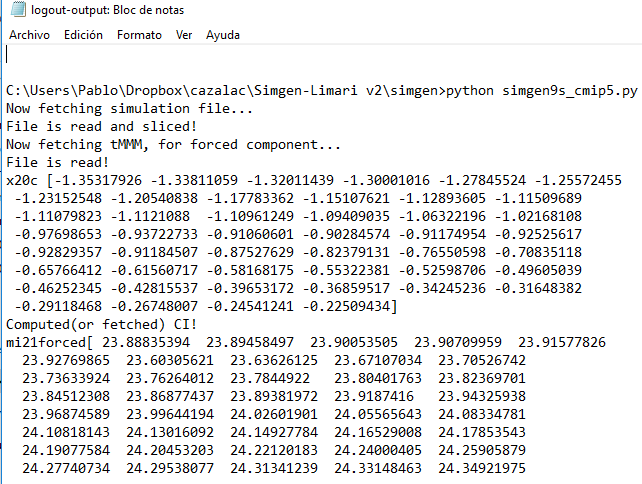 logout-output: Bloc de notas
Archivo Edición Formato Ver Ayuda
C:\Users\Pablo\Dropbox\cazalac\Simgen-Limari v2\simgen>python simgen9s_cmip5.py
Now fetching simulation file...
File is read and sliced!
Now fetching tMMM, for forced component...
File is read!
x20c [-1.35317926 -1.33811059 -1.32011439 -1.30001016 -1.27845524 -1.25572455
-1.23152548 -1.20540838 -1.17783362 -1.15107621 -1.12893605 -1.11509689
-1.11079823 -1.1121088 -1.10961249 -1.09409035 -1.06322196 -1.02168108
-0.97698653 -0.93722733 -0.91060601 -0.90284574 -0.91174954 -0.92525617
-0.92829357 -0.91184507 -0.87527629 -0.82379131 -0.76550598 -0.70835118
-0.65766412 -0.61560717 -0.58168175 -0.55322381 -0.52598706 -0.49605039
-0.46252345 -0.42815537 -0.39653172 -0.36859517 -0.34245236 -0.31648382
-0.29118468 -0.26748007 -0.24541241 -0.22509434]
Computed(or fetched) CI!
mi21forced[ 23.88835394 23.89458497 23.90053505 23.90709959 23.91577826
23.92769865 23.60305621 23.63626125 23.67107034 23.70526742
23.73633924 23.76264012 23.7844922 23.80401763 23.82369701
23.84512308 23.86877437 23.89381972 23.9187416 23.94325938
23.96874589 23.99644194 24.02601901 24.05565643 24.08334781
24.10818143 24.13016092 24.14927784 24.16529008 24.17853543
24.19077584 24.20453203 24.22120183 24.24000405 24.25905879
24.27740734 24.29538077 24.31341239 24.33148463 24.34921975